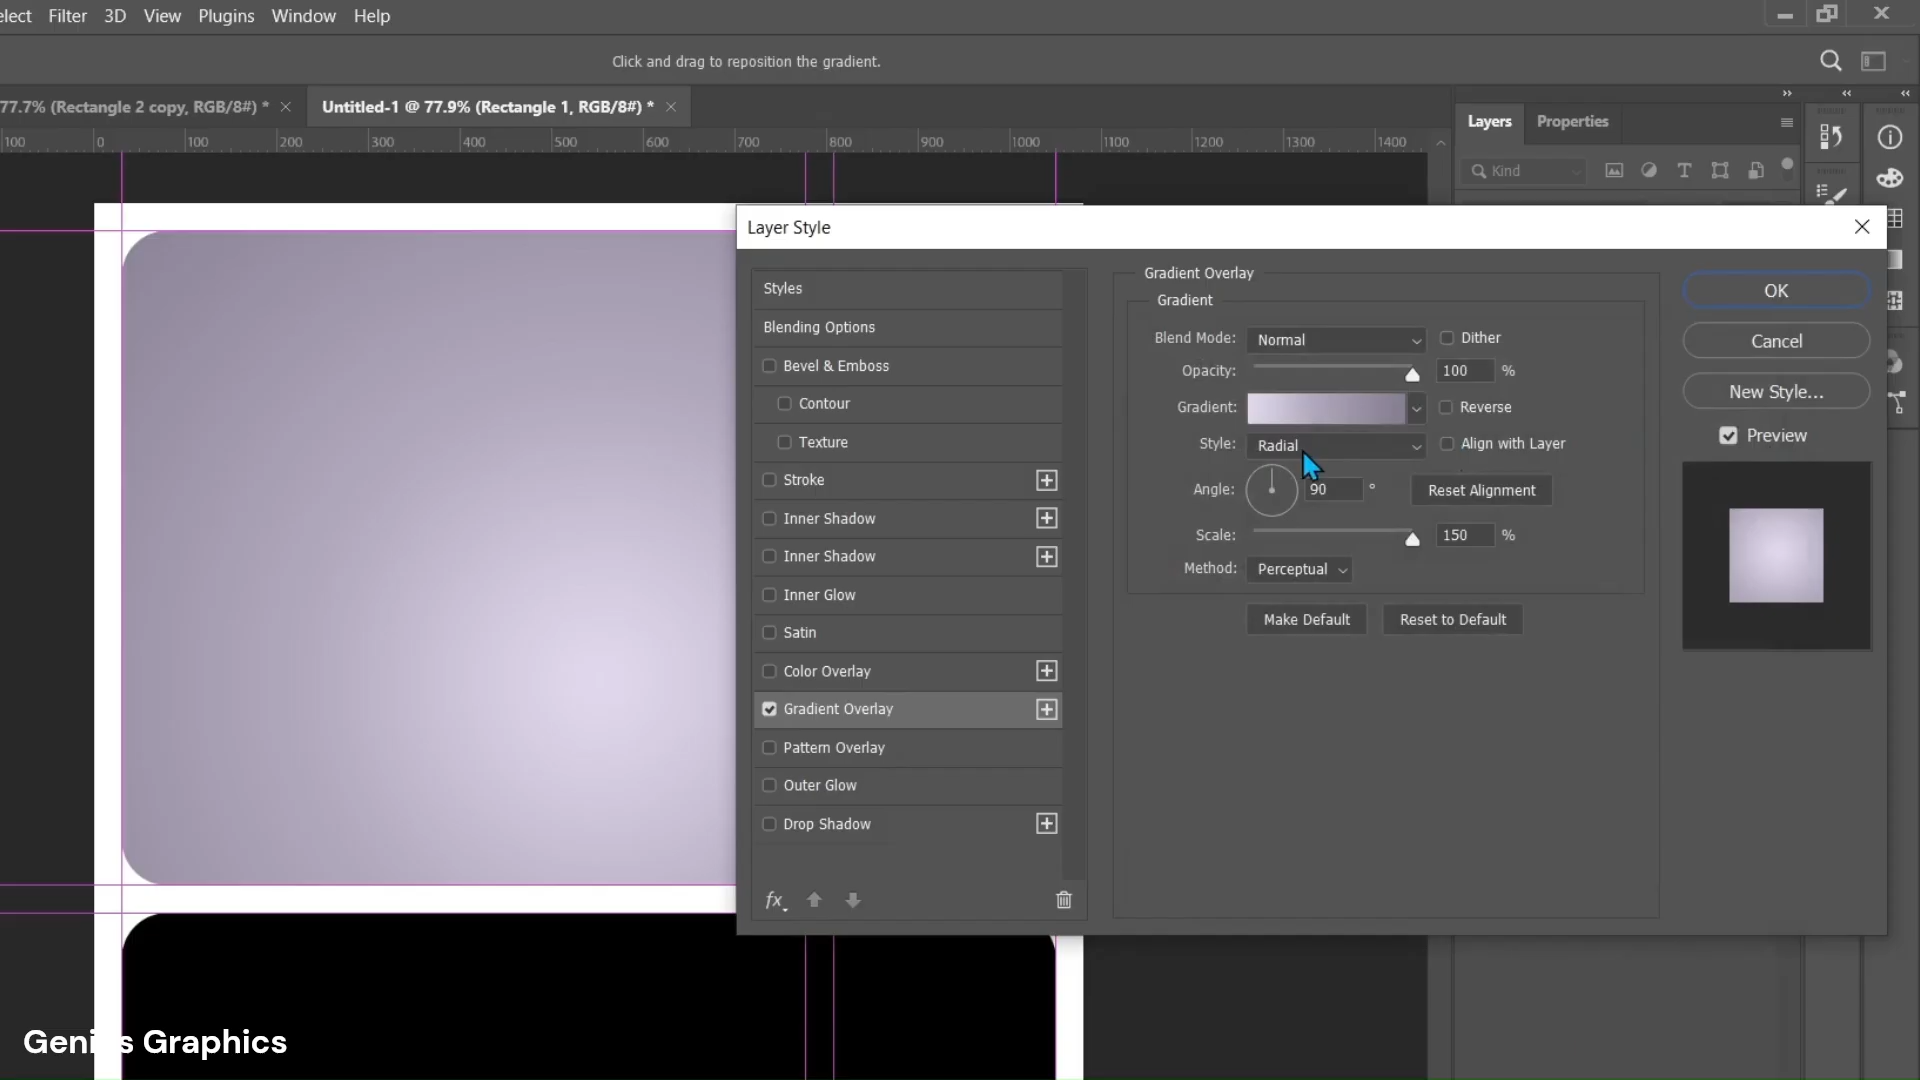 elect Filter 3D View Plugins Window Help
Click and drag to reposition the gradient.
77.7% (Rectangle 2 copy, RGB/8#) *
Untitled-1 @ 77.9% (Rectangle 1, RGB/8#) *
100 0 100 200 300 400 500 600 700 800 900 1000 1100 1200 1300 1400
Layers Properties
Kind
Layer Style
Styles
Blending Options
Bevel & Emboss
Contour
Texture
Stroke
Inner Shadow
Inner Shadow
Inner Glow
Satin
Color Overlay
Gradient Overlay
Pattern Overlay
Outer Glow
Drop Shadow
fx
Gradient Overlay
Gradient
Blend Mode: Normal Dither
Opacity: 100 %
Gradient: Reverse
Style: Radial Align with Layer
Angle: 90 ° Reset Alignment
Scale: 150 %
Method: Perceptual
Make Default Reset to Default
OK
Cancel
New Style...
Preview
Genius Graphics